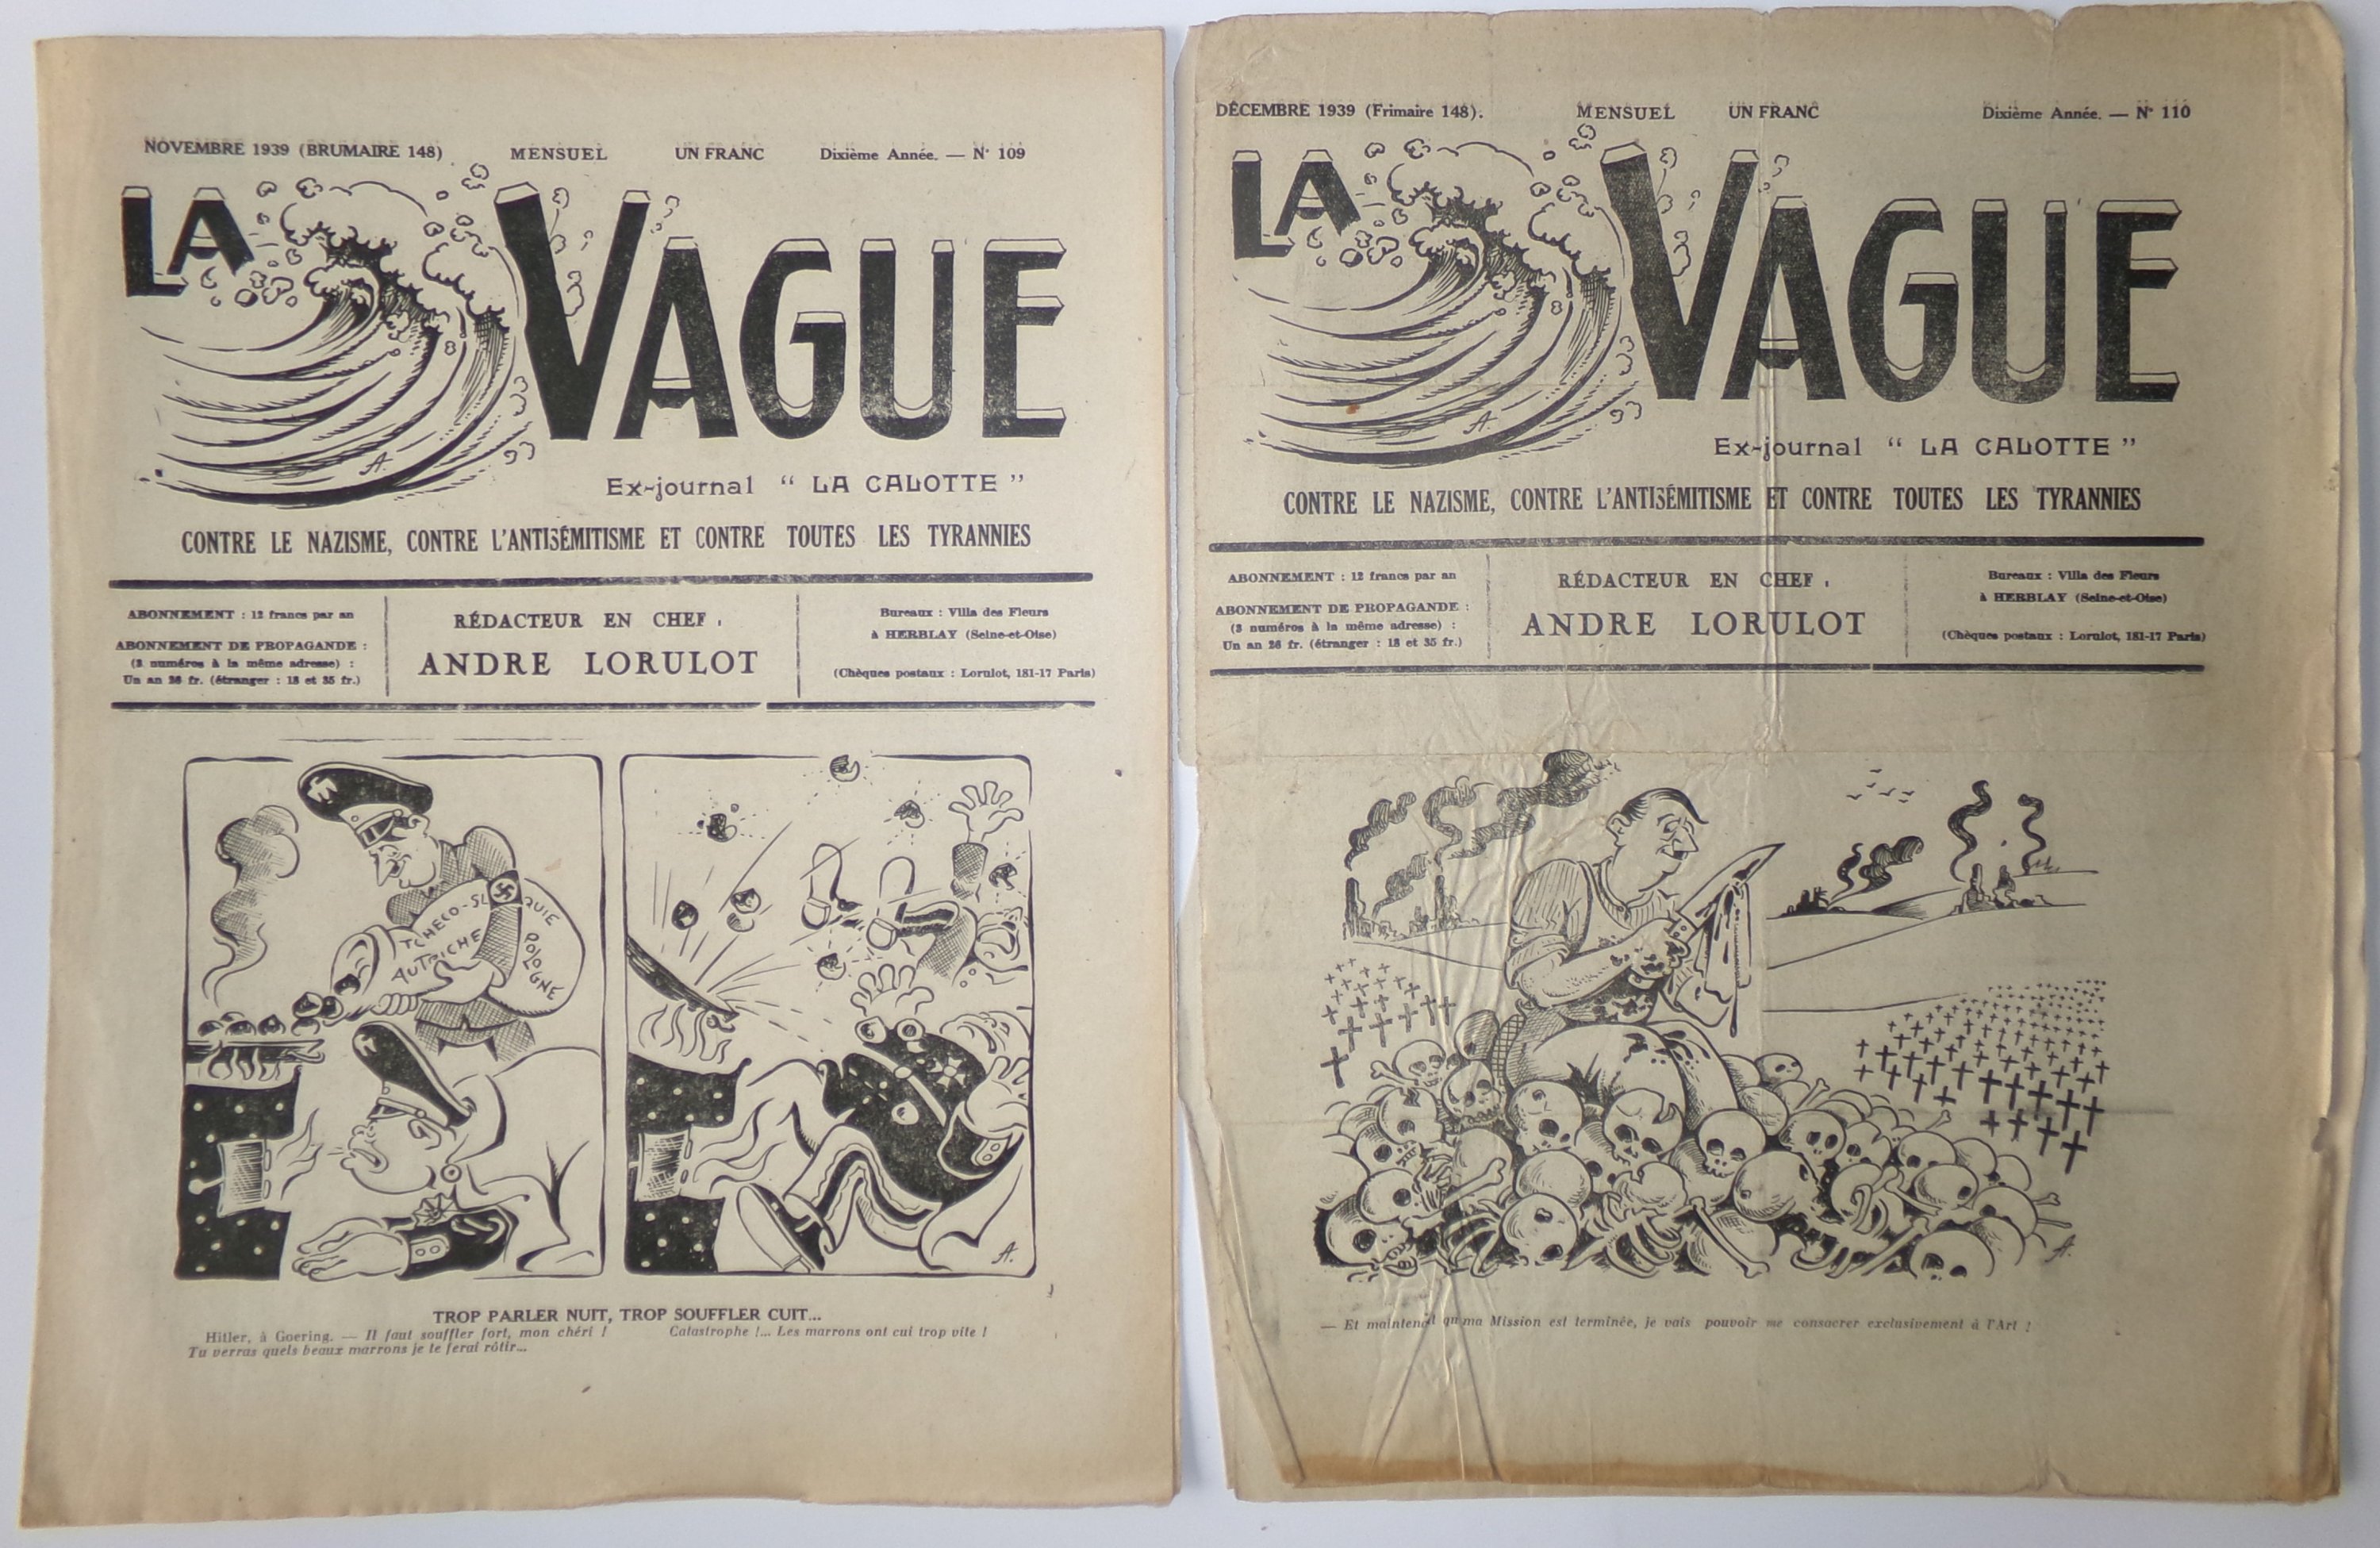 NOVEMBRE 1939 (BRUMAIRE 148) MENSUEL UN FRANC Dixième Année. — N° 109
LA VAGUE
A.
Ex-journal “ LA CALOTTE ”
CONTRE LE NAZISME, CONTRE L'ANTISÉMITISME ET CONTRE TOUTES LES TYRANNIES
ABONNEMENT : 12 francs par an
ABONNEMENT DE PROPAGANDE :
(3 numéros à la même adresse) :
Un an 26 fr. (étranger : 18 et 35 fr.)
RÉDACTEUR EN CHEF :
ANDRE LORULOT
Bureaux : Villa des Fleurs
à HERBLAY (Seine-et-Oise)
(Chèques postaux : Lorulot, 181-17 Paris)
TCHECO-SL QUIE
AUTRICHE
POLOGNE
A.
TROP PARLER NUIT, TROP SOUFFLER CUIT...
Hitler, à Goering. — Il faut souffler fort, mon chéri !
Tu verras quels beaux marrons je te ferai rôtir...
Catastrophe !... Les marrons ont cui trop vite !
DÉCEMBRE 1939 (Frimaire 148). MENSUEL UN FRANC Dixième Année. — N° 110
LA VAGUE
A.
Ex-journal “ LA CALOTTE ”
CONTRE LE NAZISME, CONTRE L'ANTISÉMITISME ET CONTRE TOUTES LES TYRANNIES
ABONNEMENT : 12 francs par an
ABONNEMENT DE PROPAGANDE :
(3 numéros à la même adresse) :
Un an 26 fr. (étranger : 18 et 35 fr.)
RÉDACTEUR EN CHEF :
ANDRE LORULOT
Bureaux : Villa des Fleurs
à HERBLAY (Seine-et-Oise)
(Chèques postaux : Lorulot, 181-17 Paris)
A.
— Et maintenant que ma Mission est terminée, je vais pouvoir me consacrer exclusivement à l'Art !